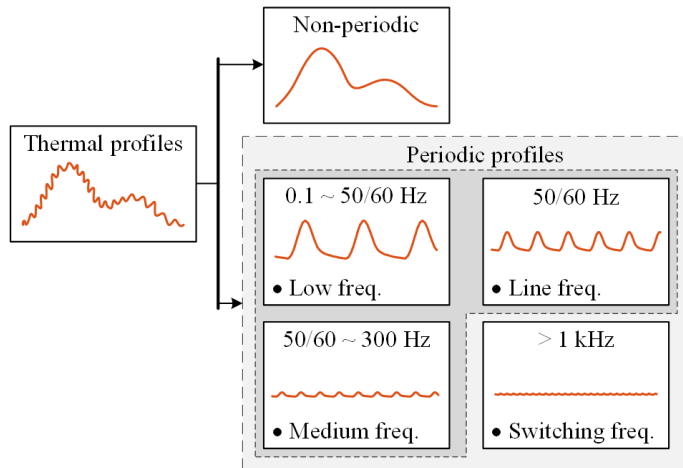 Non-periodic
Thermal profiles
Periodic profiles
0.1 ~ 50/60 Hz
● Low freq.
50/60 Hz
● Line freq.
50/60 ~ 300 Hz
● Medium freq.
> 1 kHz
● Switching freq.